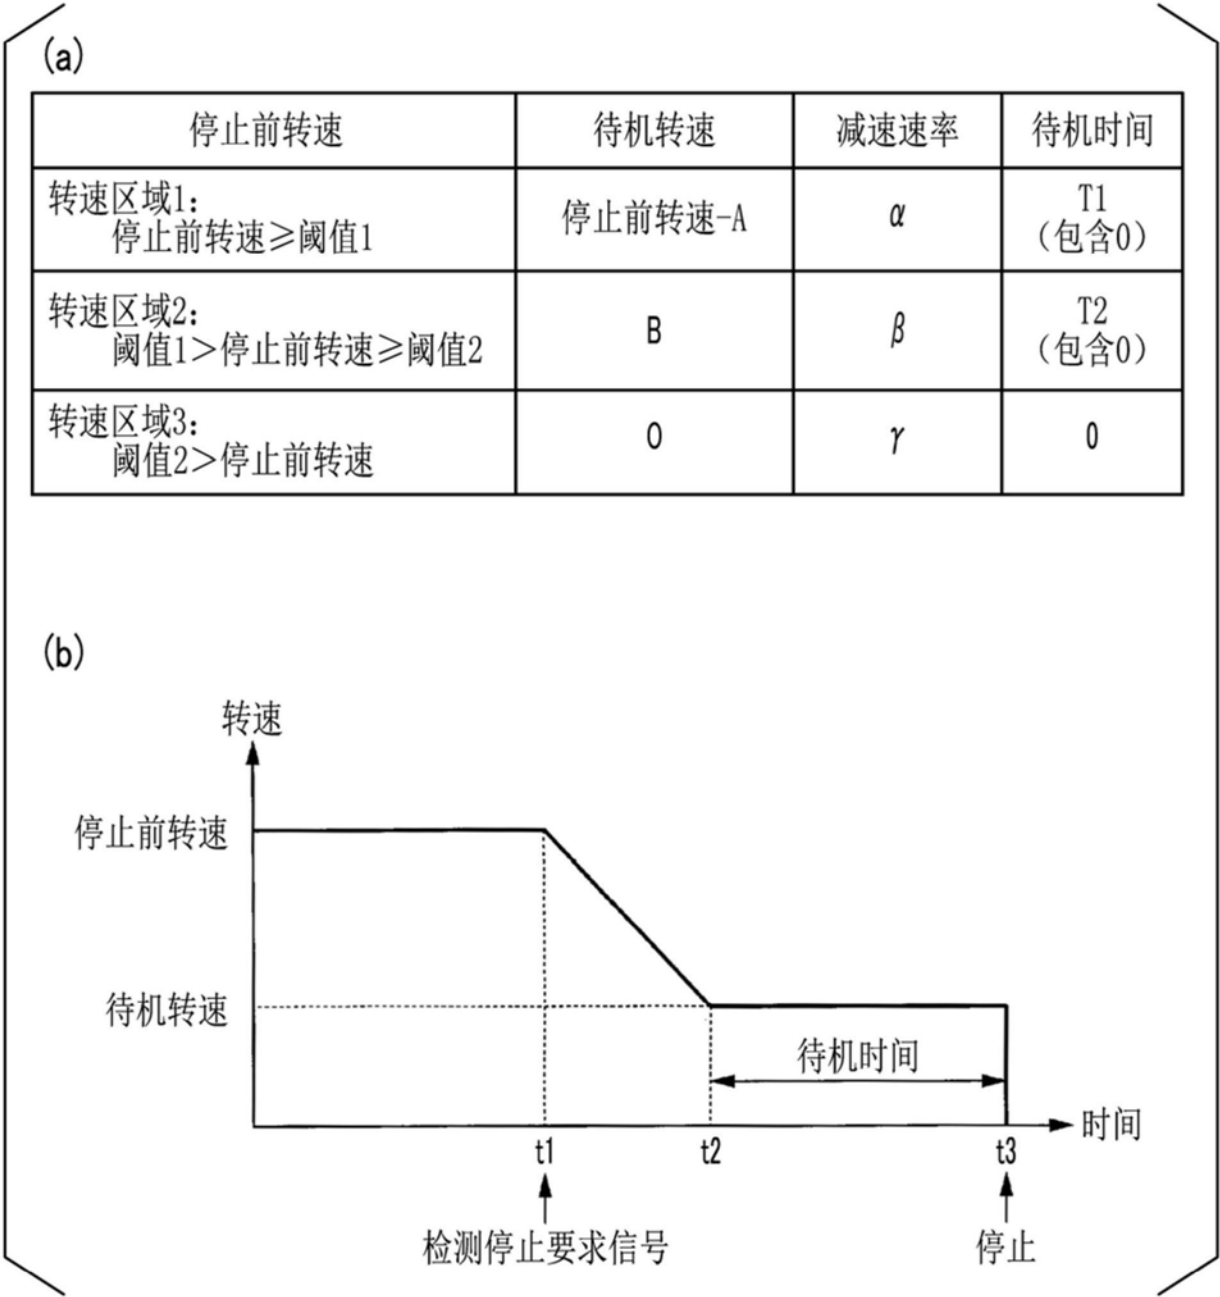 (a)
停止前转速 待机转速 减速速率 待机时间
转速区域1:
停止前转速≥阈值1
停止前转速-A
α
T1
(包含0)
转速区域2:
阈值1>停止前转速≥阈值2
B
β
T2
(包含0)
转速区域3:
阈值2>停止前转速
0
γ
0
(b)
转速
停止前转速
待机转速
待机时间
时间
t1 t2 t3
检测停止要求信号 停止